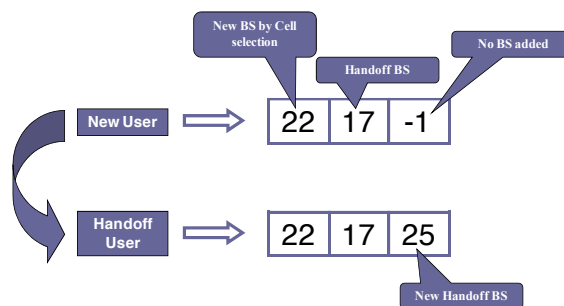 New BS by Cell
selection
No BS added
Handoff BS
New User
22 17 -1
Handoff
User
22 17 25
New Handoff BS